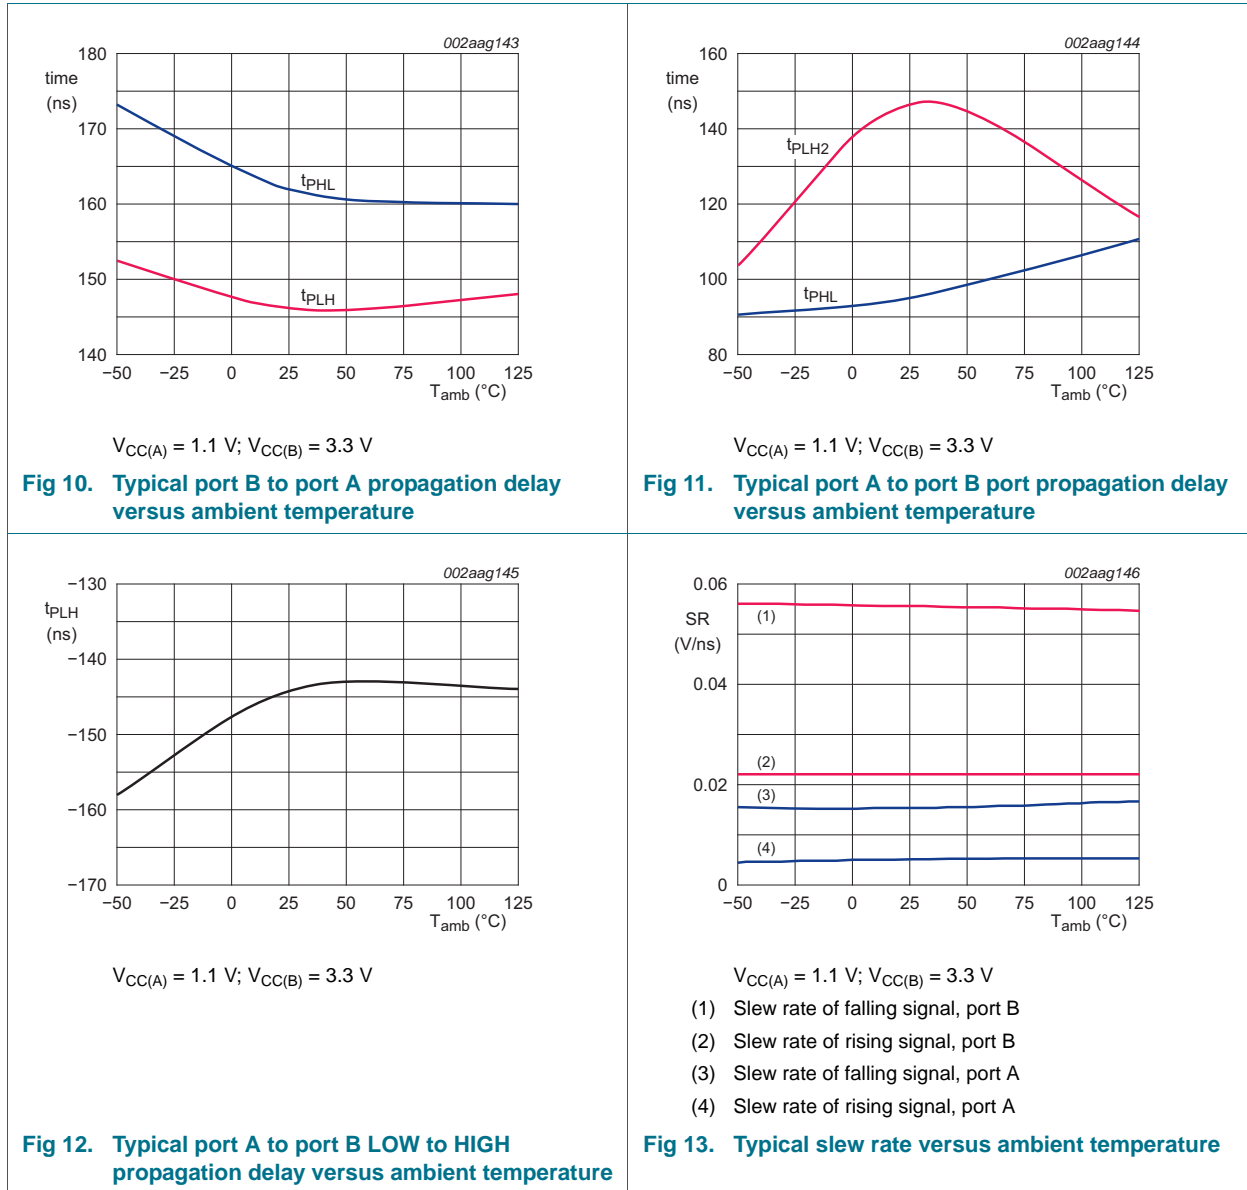 002aag143
180
time
(ns)
170
tPHL
160
150
tPLH
140
−50 −25 0 25 50 75 100 125
Tamb (°C)
VCC(A) = 1.1 V; VCC(B) = 3.3 V
Fig 10. Typical port B to port A propagation delay
versus ambient temperature
002aag144
160
time
(ns)
140
tPLH2
120
100
tPHL
80
−50 −25 0 25 50 75 100 125
Tamb (°C)
VCC(A) = 1.1 V; VCC(B) = 3.3 V
Fig 11. Typical port A to port B port propagation delay
versus ambient temperature
002aag145
−130
tPLH
(ns)
−140
−150
−160
−170
−50 −25 0 25 50 75 100 125
Tamb (°C)
VCC(A) = 1.1 V; VCC(B) = 3.3 V
Fig 12. Typical port A to port B LOW to HIGH
propagation delay versus ambient temperature
002aag146
0.06
SR
(1)
(V/ns)
0.04
(2)
0.02
(3)
(4)
0
−50 −25 0 25 50 75 100 125
Tamb (°C)
VCC(A) = 1.1 V; VCC(B) = 3.3 V
(1) Slew rate of falling signal, port B
(2) Slew rate of rising signal, port B
(3) Slew rate of falling signal, port A
(4) Slew rate of rising signal, port A
Fig 13. Typical slew rate versus ambient temperature